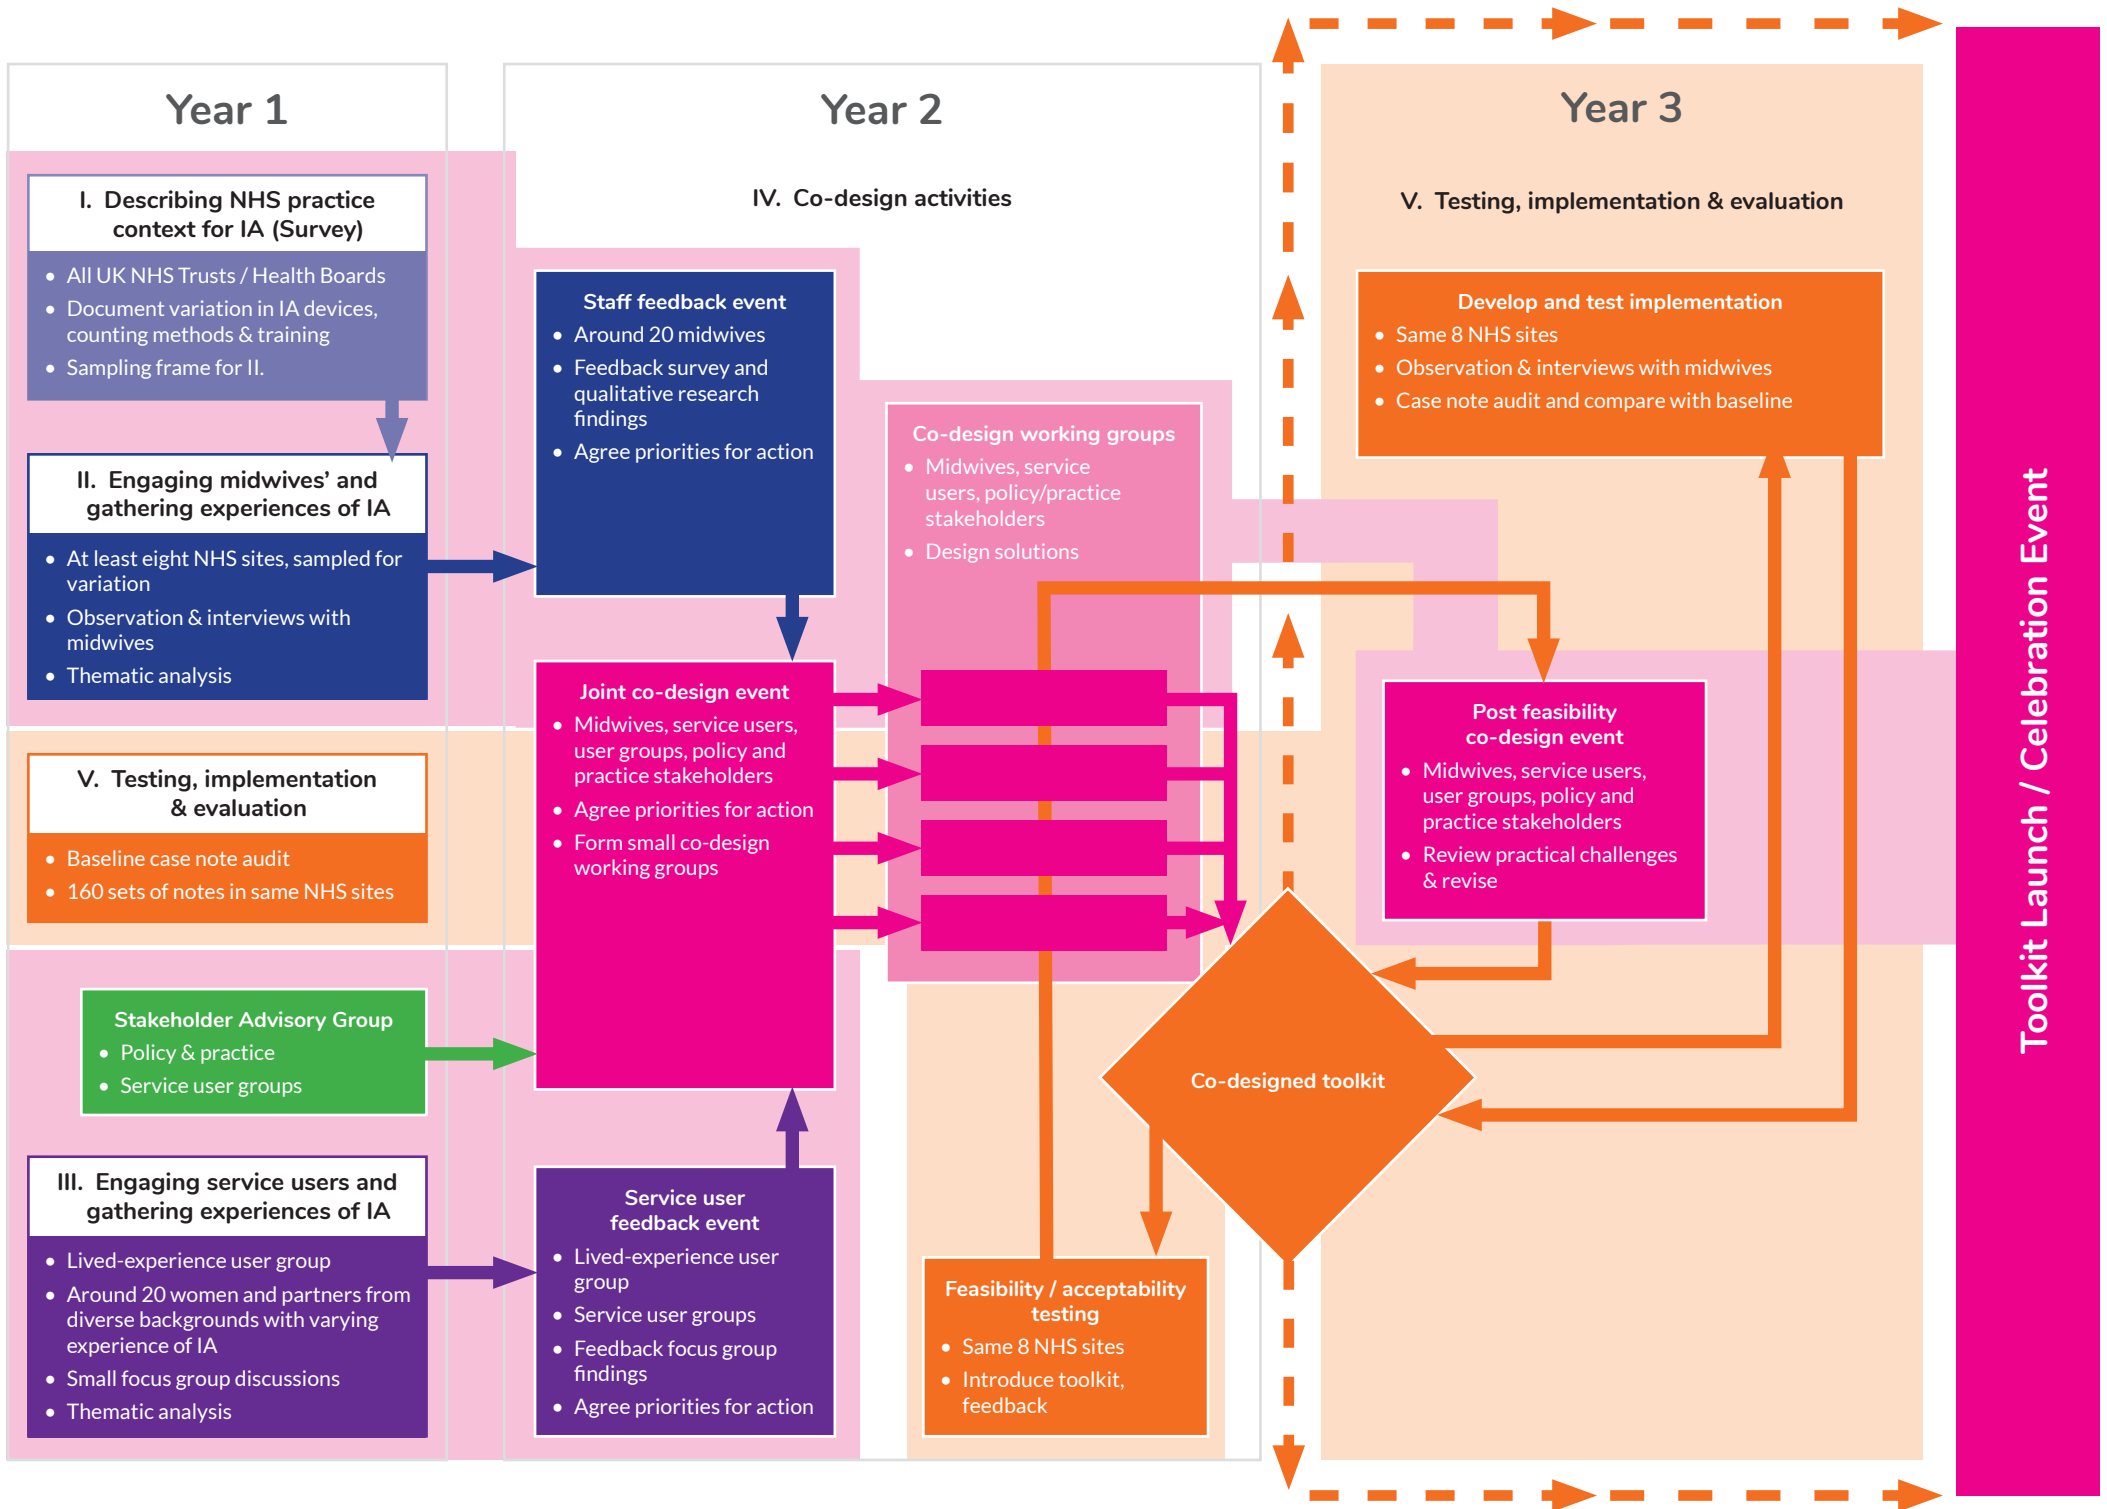 Year 1
I. Describing NHS practice
context for IA (Survey)
• All UK NHS Trusts / Health Boards
• Document variation in IA devices,
counting methods & training
• Sampling frame for II.
II. Engaging midwives’ and
gathering experiences of IA
• At least eight NHS sites, sampled for
variation
• Observation & interviews with
midwives
• Thematic analysis
V. Testing, implementation
& evaluation
• Baseline case note audit
• 160 sets of notes in same NHS sites
Stakeholder Advisory Group
• Policy & practice
• Service user groups
III. Engaging service users and
gathering experiences of IA
• Lived-experience user group
• Around 20 women and partners from
diverse backgrounds with varying
experience of IA
• Small focus group discussions
• Thematic analysis
Year 2
IV. Co-design activities
Staff feedback event
• Around 20 midwives
• Feedback survey and
qualitative research
findings
• Agree priorities for action
Joint co-design event
• Midwives, service users,
user groups, policy and
practice stakeholders
• Agree priorities for action
• Form small co-design
working groups
Service user
feedback event
• Lived-experience user
group
• Service user groups
• Feedback focus group
findings
• Agree priorities for action
Co-design working groups
• Midwives, service
users, policy/practice
stakeholders
• Design solutions
Feasibility / acceptability
testing
• Same 8 NHS sites
• Introduce toolkit,
feedback
Co-designed toolkit
Year 3
V. Testing, implementation & evaluation
Develop and test implementation
• Same 8 NHS sites
• Observation & interviews with midwives
• Case note audit and compare with baseline
Post feasibility
co-design event
• Midwives, service users,
user groups, policy and
practice stakeholders
• Review practical challenges
& revise
Toolkit Launch / Celebration Event